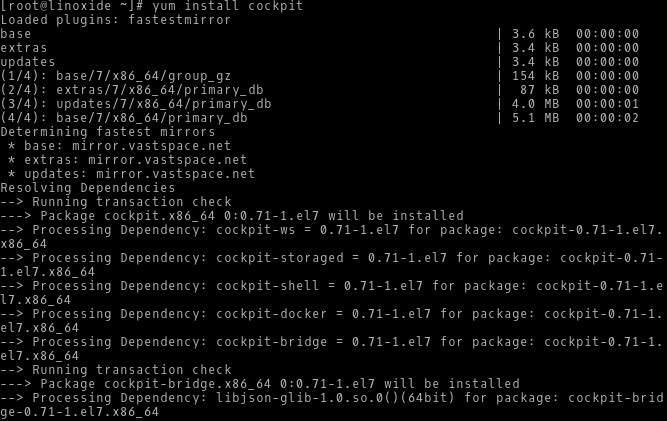 [root@linoxide ~]# yum install cockpit
Loaded plugins: fastestmirror
base | 3.6 kB 00:00:00
extras | 3.4 kB 00:00:00
updates | 3.4 kB 00:00:00
(1/4): base/7/x86_64/group_gz | 154 kB 00:00:00
(2/4): extras/7/x86_64/primary_db | 87 kB 00:00:00
(3/4): updates/7/x86_64/primary_db | 4.0 MB 00:00:01
(4/4): base/7/x86_64/primary_db | 5.1 MB 00:00:02
Determining fastest mirrors
 * base: mirror.vastspace.net
 * extras: mirror.vastspace.net
 * updates: mirror.vastspace.net
Resolving Dependencies
--> Running transaction check
---> Package cockpit.x86_64 0:0.71-1.el7 will be installed
--> Processing Dependency: cockpit-ws = 0.71-1.el7 for package: cockpit-0.71-1.el7.
x86_64
--> Processing Dependency: cockpit-storaged = 0.71-1.el7 for package: cockpit-0.71-
1.el7.x86_64
--> Processing Dependency: cockpit-shell = 0.71-1.el7 for package: cockpit-0.71-1.e
l7.x86_64
--> Processing Dependency: cockpit-docker = 0.71-1.el7 for package: cockpit-0.71-1.
el7.x86_64
--> Processing Dependency: cockpit-bridge = 0.71-1.el7 for package: cockpit-0.71-1.
el7.x86_64
--> Running transaction check
---> Package cockpit-bridge.x86_64 0:0.71-1.el7 will be installed
--> Processing Dependency: libjson-glib-1.0.so.0()(64bit) for package: cockpit-brid
ge-0.71-1.el7.x86_64